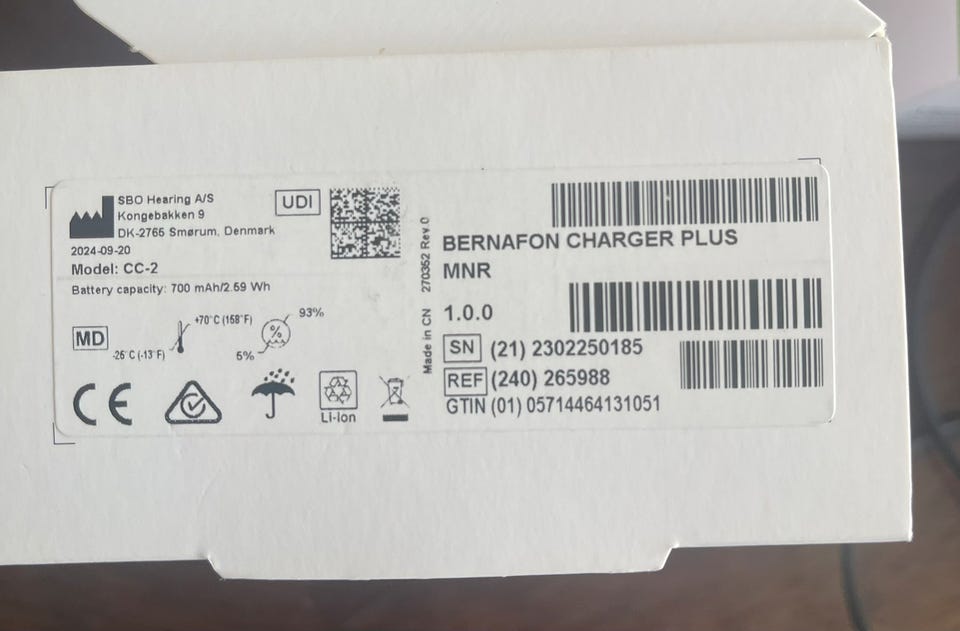 SBO Hearing A/S
Kongebakken 9
DK-2765 Smørum, Denmark
2024-09-20
Model: CC-2
Battery capacity: 700 mAh/2.59 Wh
UDI
MD
+70°C (158°F)
-25°C (-13°F)
93%
5%
CE
Li-ion
Made in CN 270352 Rev.0
BERNAFON CHARGER PLUS
MNR
1.0.0
SN (21) 2302250185
REF (240) 265988
GTIN (01) 05714464131051